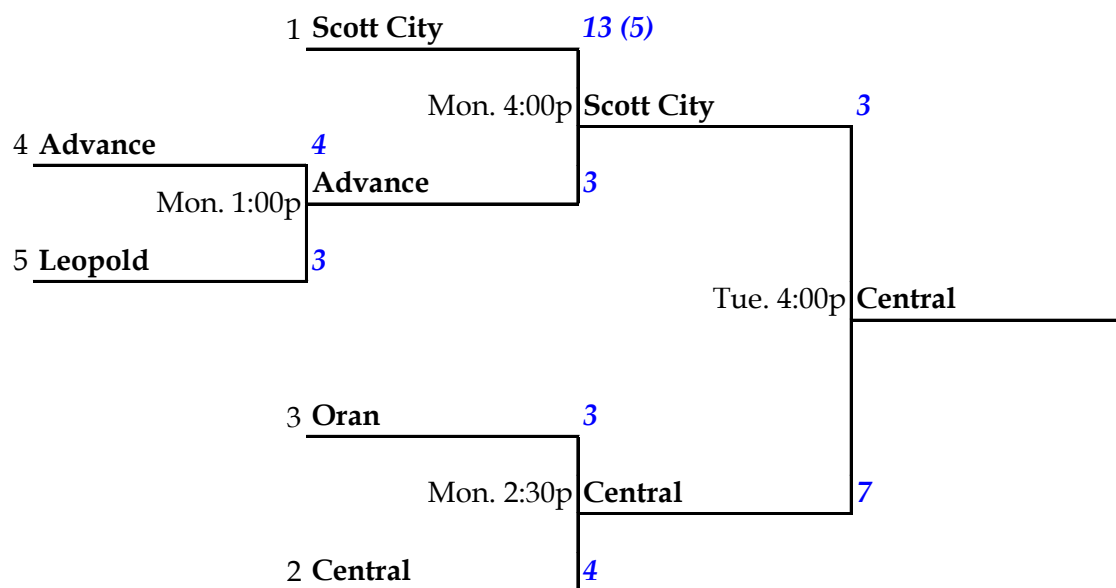 1 Scott City 13 (5)
Mon. 4:00p Scott City 3
4 Advance 4
Advance 3
Mon. 1:00p
5 Leopold 3
Tue. 4:00p Central
3 Oran 3
Mon. 2:30p Central 7
2 Central 4